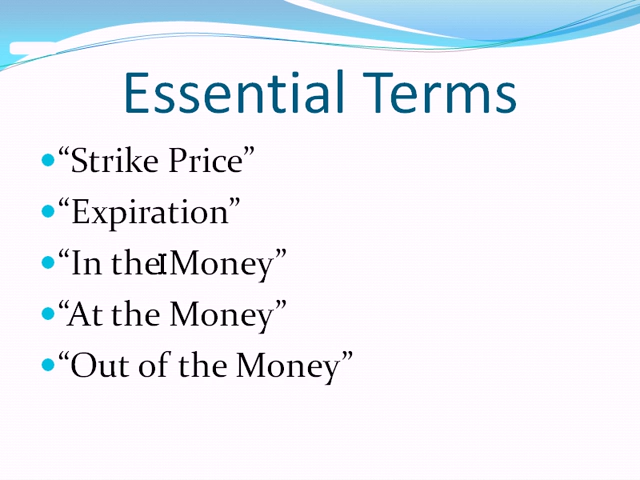 Essential Terms
“Strike Price”
“Expiration”
“In the Money”
“At the Money”
“Out of the Money”